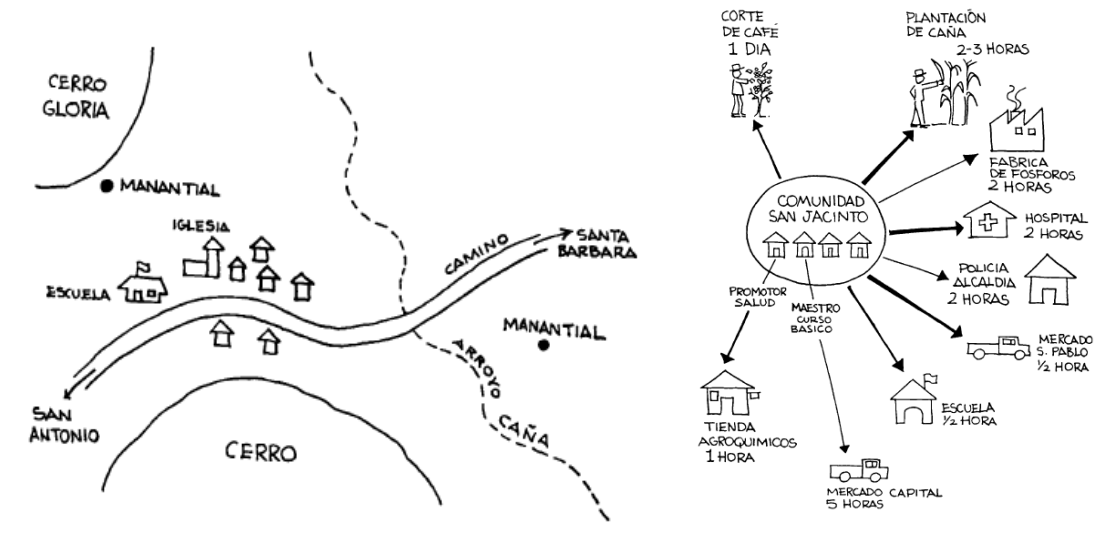 CERRO
GLORIA
MANANTIAL
IGLESIA
ESCUELA
CAMINO
SANTA
BARBARA
MANANTIAL
ARROYO
CAÑA
SAN
ANTONIO
CERRO
CORTE
DE CAFÉ
1 DIA
PLANTACIÓN
DE CAÑA
2-3 HORAS
FABRICA
DE FOSFOROS
2 HORAS
COMUNIDAD
SAN JACINTO
HOSPITAL
2 HORAS
POLICIA
ALCALDIA
2 HORAS
PROMOTOR
SALUD
MAESTRO
CURSO
BASICO
MERCADO
S. PABLO
1/2 HORA
ESCUELA
1/2 HORA
TIENDA
AGROQUIMICOS
1 HORA
MERCADO CAPITAL
5 HORAS